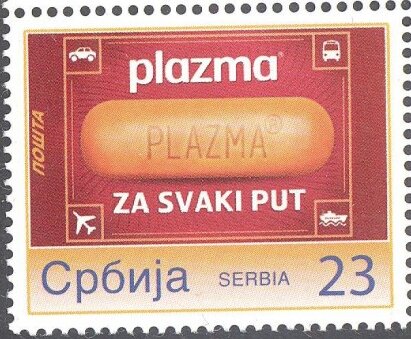 plazma®
PLAZMA®
ПОШТА
ZA SVAKI PUT
Србија SERBIA 23